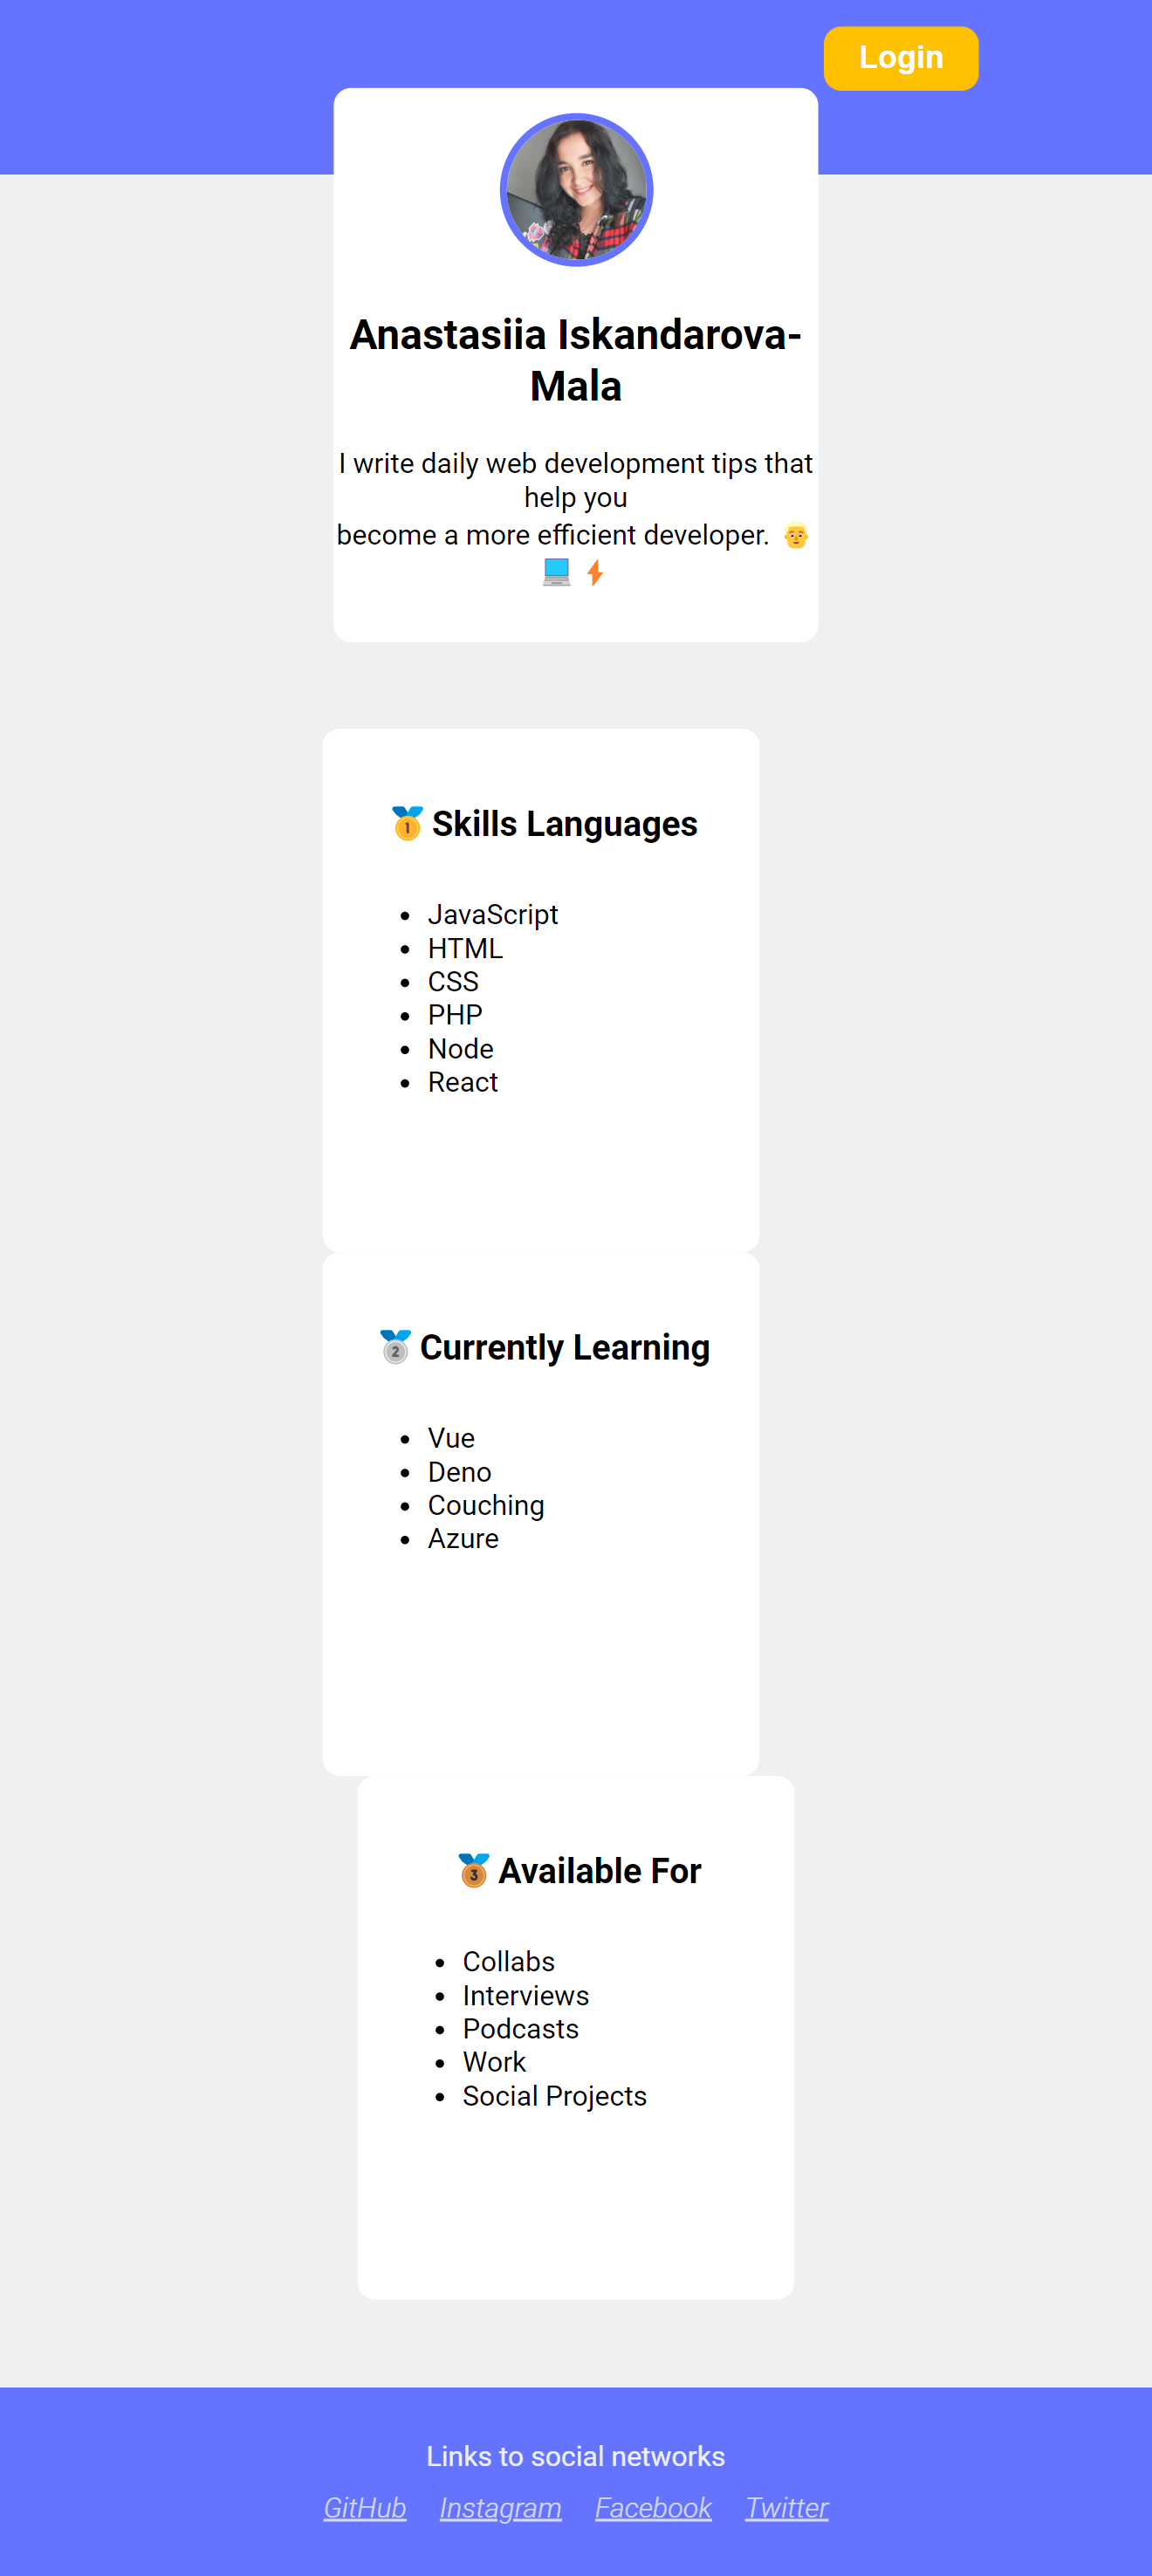 Login
Anastasiia Iskandarova-
Mala
I write daily web development tips that
help you
become a more efficient developer. 👴
💻 ⚡
🥇 Skills Languages
JavaScript
HTML
CSS
PHP
Node
React
🥈 Currently Learning
Vue
Deno
Couching
Azure
🥉 Available For
Collabs
Interviews
Podcasts
Work
Social Projects
Links to social networks
GitHub Instagram Facebook Twitter